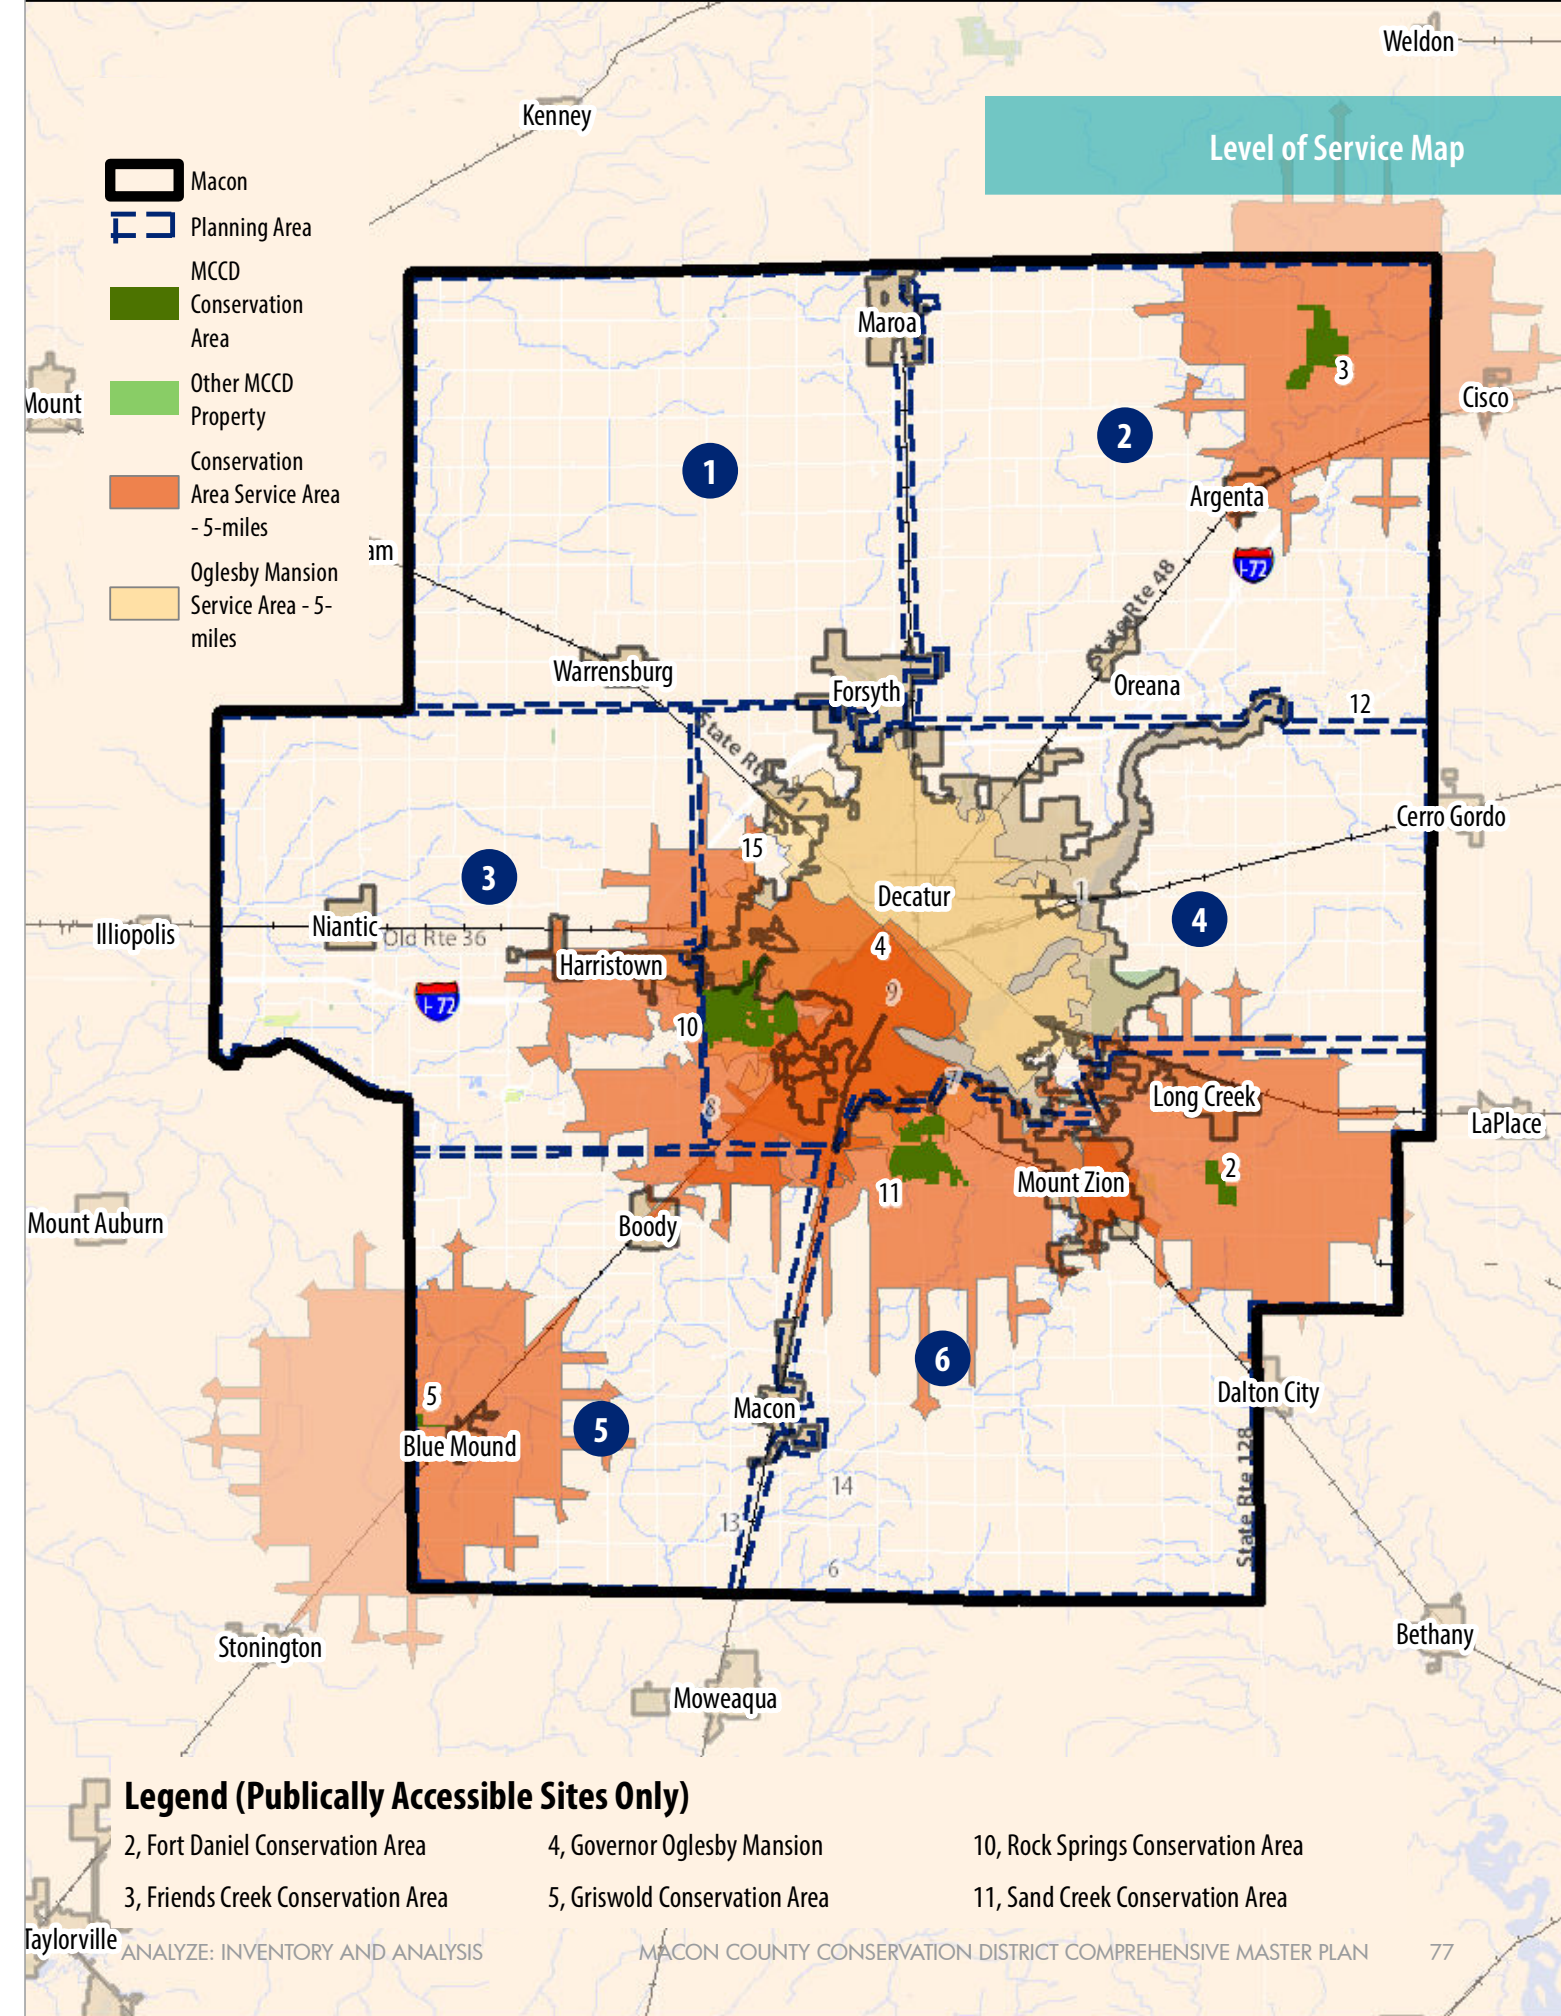 Weldon
Kenney
Level of Service Map
Macon
Planning Area
MCCD
Conservation
Area
Other MCCD
Property
Conservation
Area Service Area
- 5-miles
Oglesby Mansion
Service Area - 5-
miles
Maroa
Mount
3
Cisco
2
1
Argenta
am
I-72
State Rte 48
Warrensburg
Forsyth
Oreana
12
State Rte 121
Cerro Gordo
15
3
Decatur
1
4
Niantic
Illiopolis
Old Rte 36
4
Harristown
9
I-72
10
7
8
Long Creek
LaPlace
2
Mount Zion
11
Mount Auburn
Boody
6
5
Macon
Dalton City
5
Blue Mound
State Rte 128
14
13
6
Stonington
Bethany
Moweaqua
Legend (Publically Accessible Sites Only)
2, Fort Daniel Conservation Area
4, Governor Oglesby Mansion
10, Rock Springs Conservation Area
3, Friends Creek Conservation Area
5, Griswold Conservation Area
11, Sand Creek Conservation Area
Taylorville
ANALYZE: INVENTORY AND ANALYSIS
MACON COUNTY CONSERVATION DISTRICT COMPREHENSIVE MASTER PLAN
77